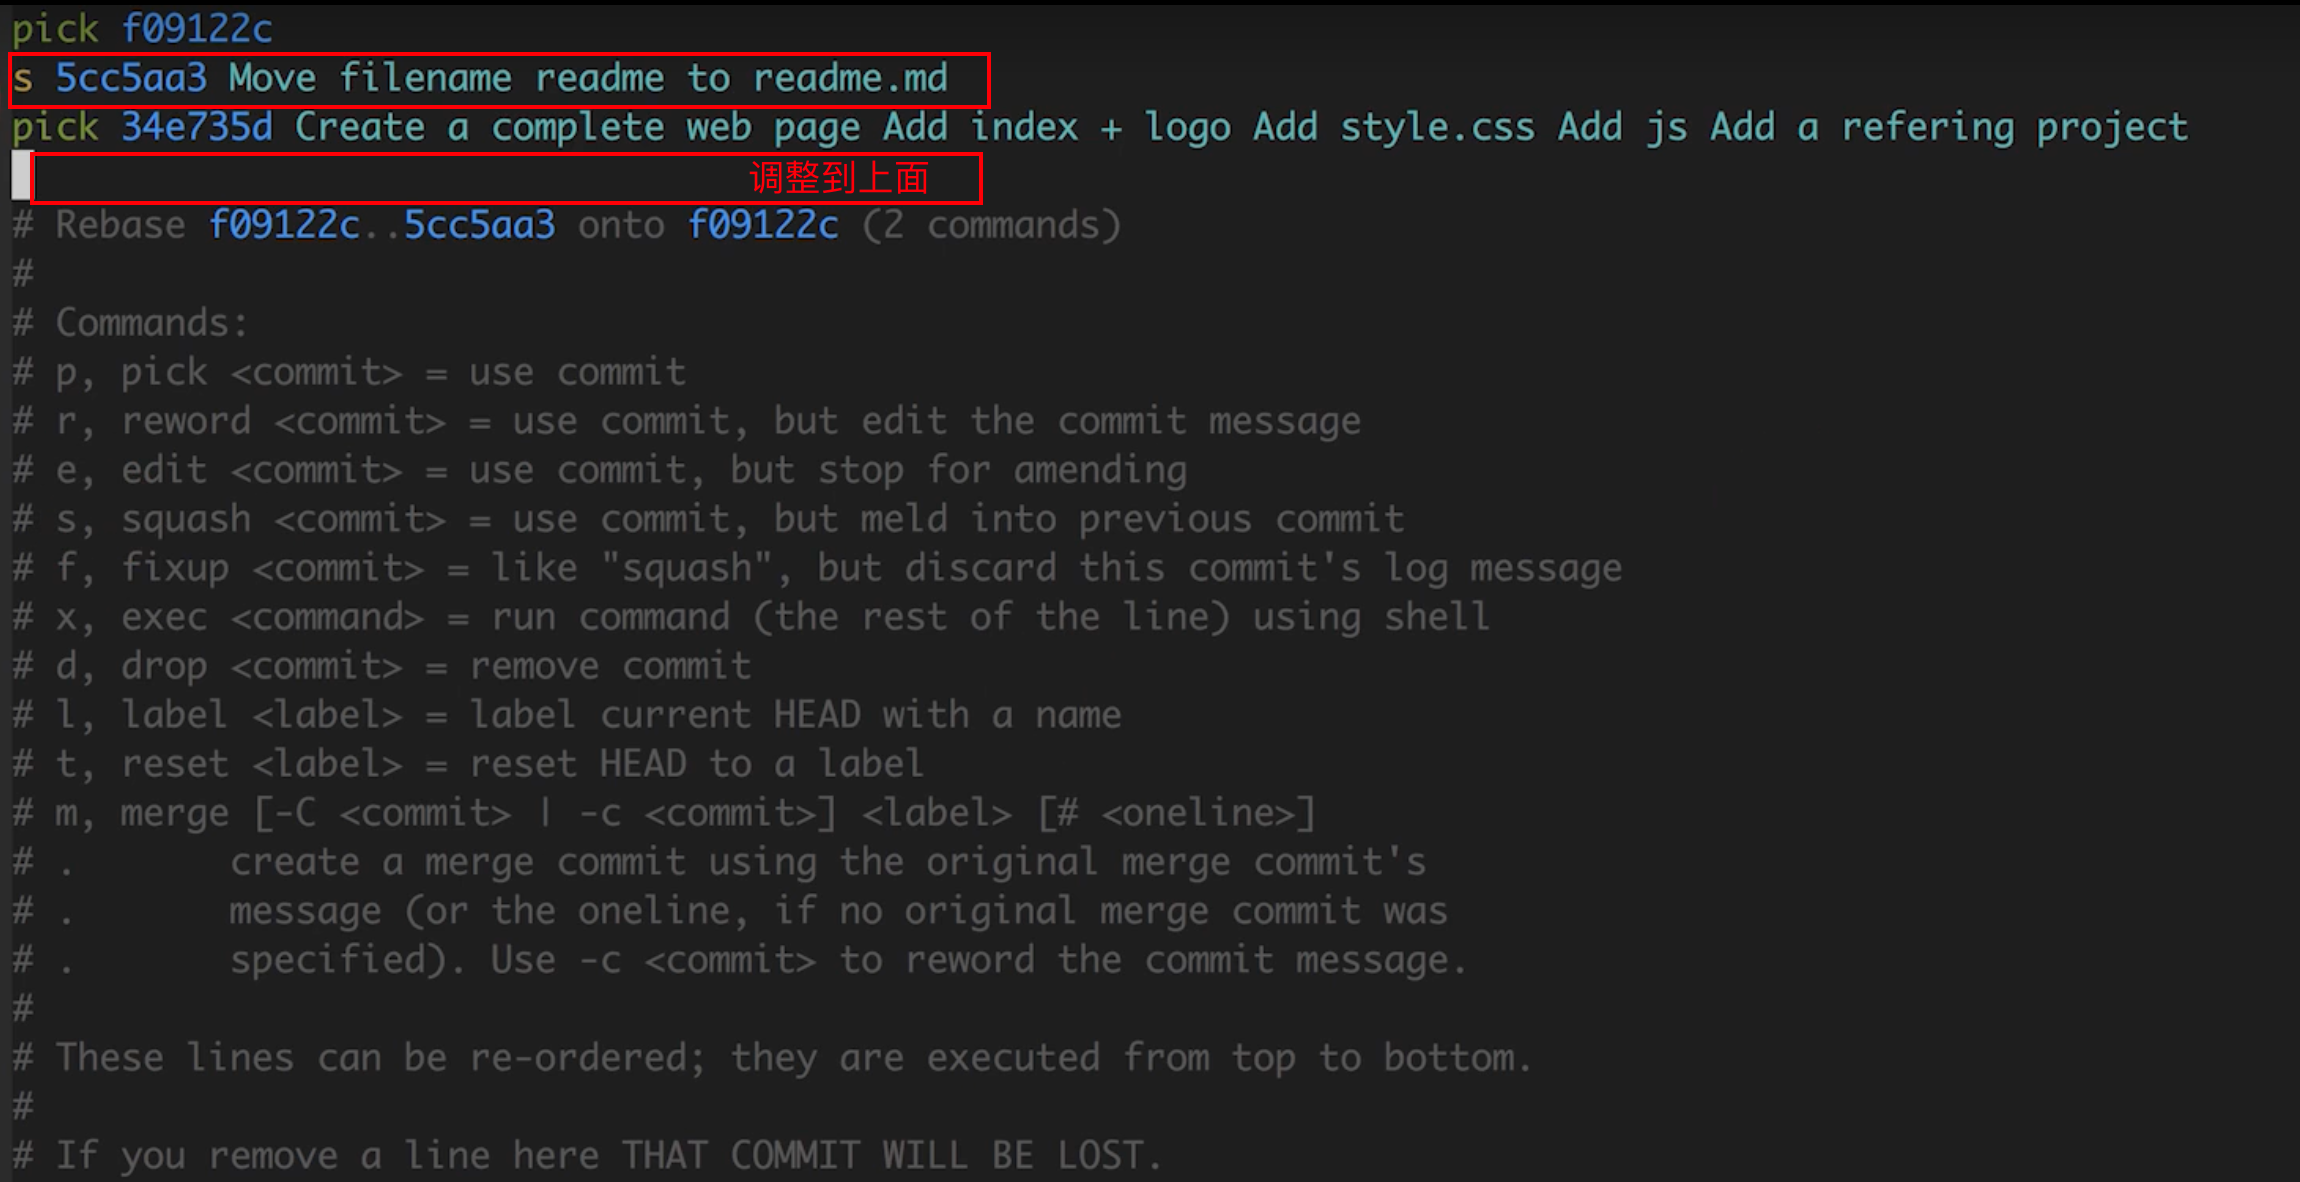 pick f09122c
s 5cc5aa3 Move filename readme to readme.md
pick 34e735d Create a complete web page Add index + logo Add style.css Add js Add a refering project
调整到上面
# Rebase f09122c..5cc5aa3 onto f09122c (2 commands)
#
# Commands:
# p, pick <commit> = use commit
# r, reword <commit> = use commit, but edit the commit message
# e, edit <commit> = use commit, but stop for amending
# s, squash <commit> = use commit, but meld into previous commit
# f, fixup <commit> = like "squash", but discard this commit's log message
# x, exec <command> = run command (the rest of the line) using shell
# d, drop <commit> = remove commit
# l, label <label> = label current HEAD with a name
# t, reset <label> = reset HEAD to a label
# m, merge [-C <commit> | -c <commit>] <label> [# <oneline>]
# .       create a merge commit using the original merge commit's
# .       message (or the oneline, if no original merge commit was
# .       specified). Use -c <commit> to reword the commit message.
#
# These lines can be re-ordered; they are executed from top to bottom.
#
# If you remove a line here THAT COMMIT WILL BE LOST.